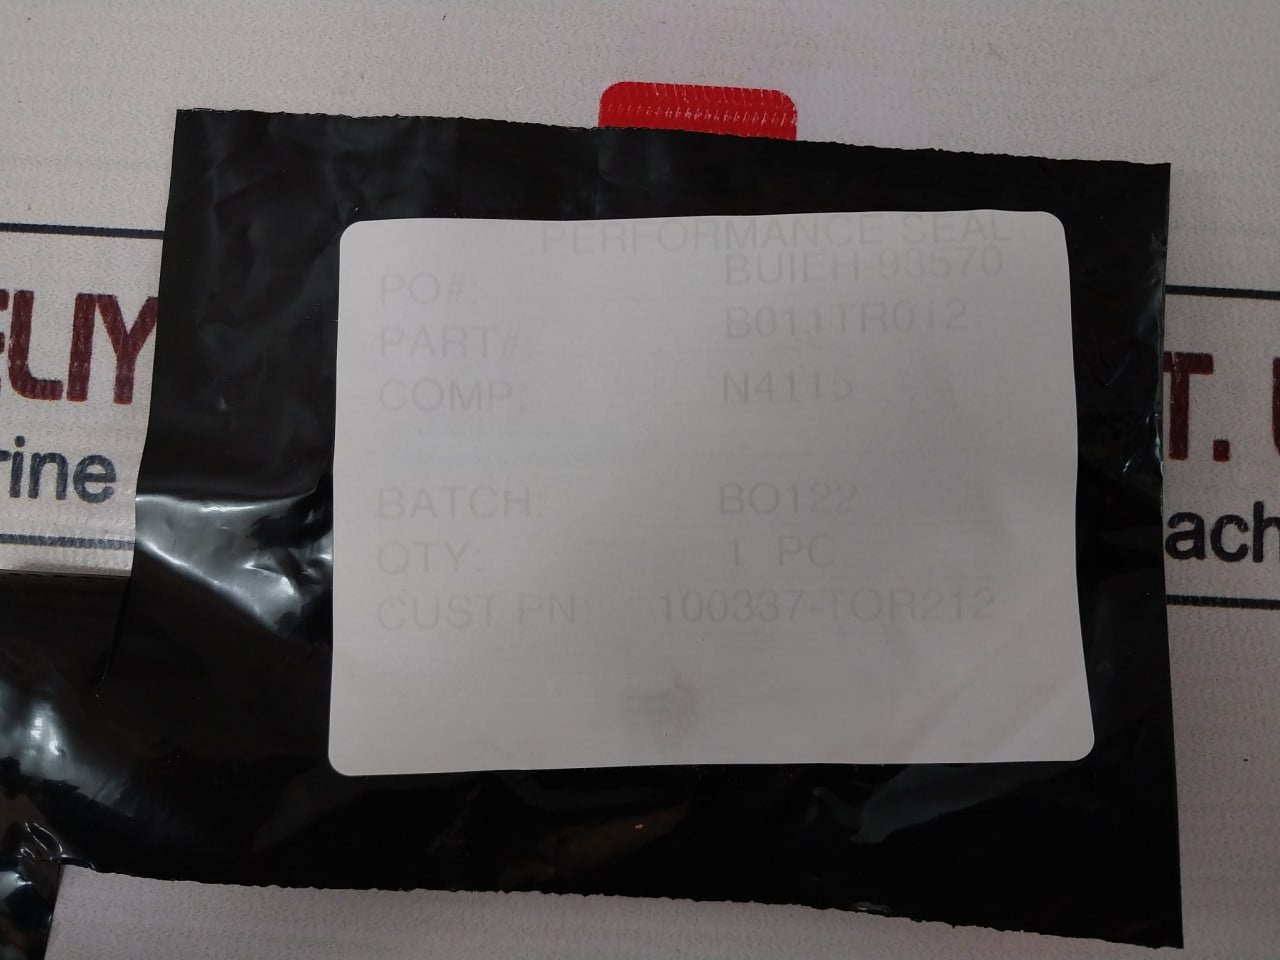 PERFORMANCE SEAL
PO#: BUIEH-93570
PART#: B011TR012
COMP: N4115
BATCH: BO122
QTY: 1 PC
CUST PN: 100337-TOR212
FLIY
rine
T. U
ach